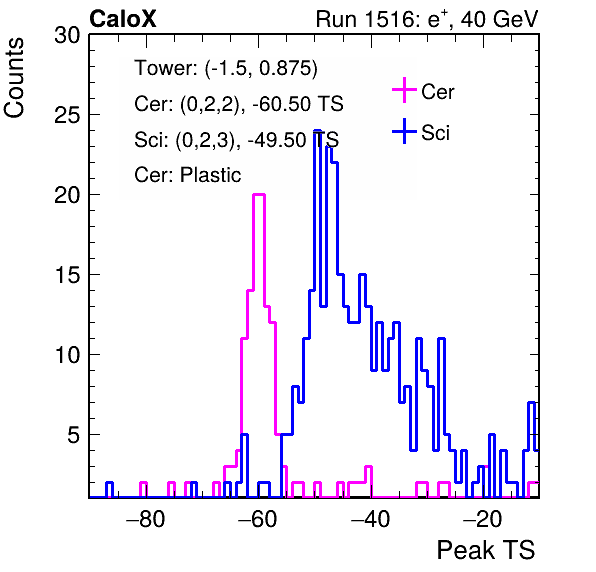 CaloX Run 1516: e⁺, 40 GeV
Counts
30
25
20
15
10
5
Tower: (-1.5, 0.875)
Cer: (0,2,2), -60.50 TS
Sci: (0,2,3), -49.50 TS
Cer: Plastic
Cer
Sci
−80 −60 −40 −20
Peak TS